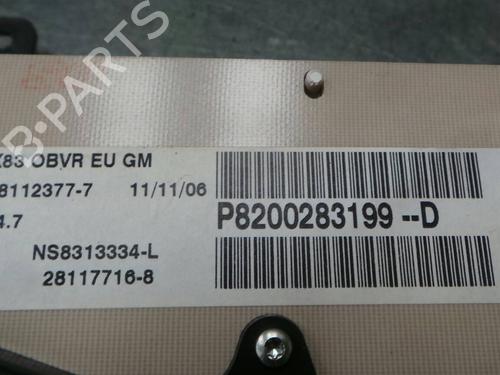 X83 OBVR EU GM
8112377-7 11/11/06
4.7
P8200283199--D
NS8313334-L
28117716-8
B-PARTS